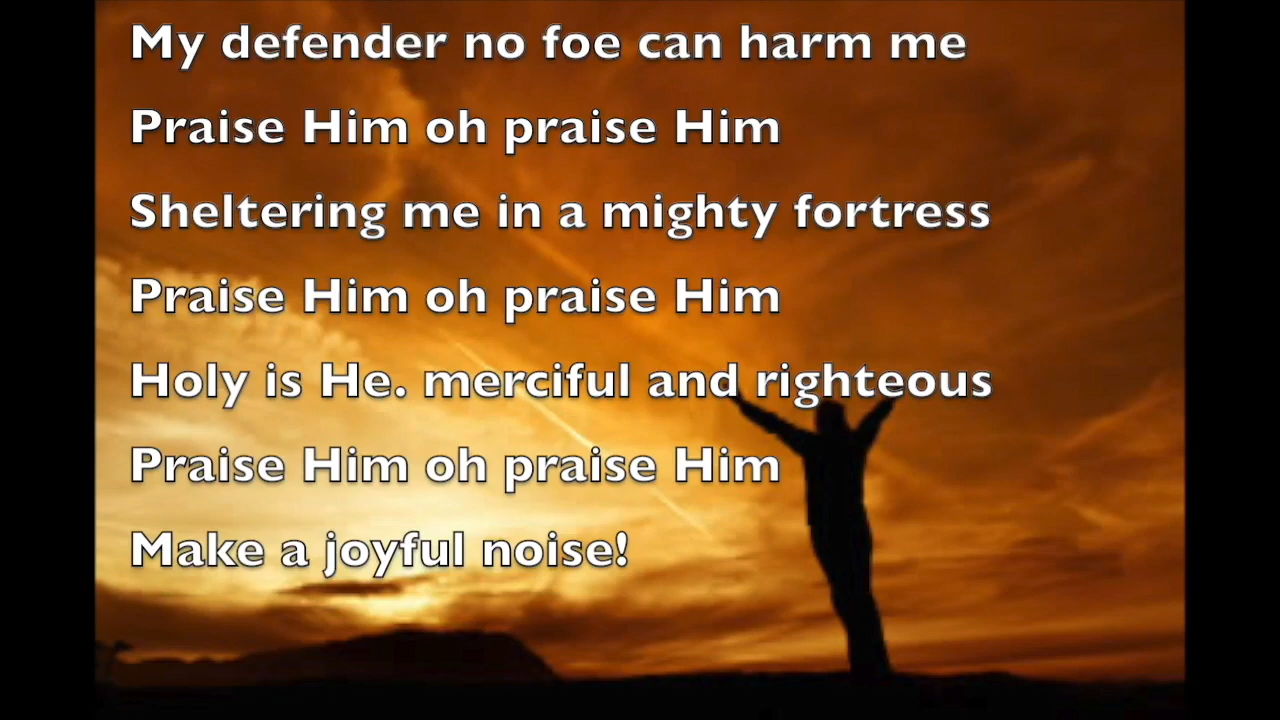 My defender no foe can harm me
Praise Him oh praise Him
Sheltering me in a mighty fortress
Praise Him oh praise Him
Holy is He. merciful and righteous
Praise Him oh praise Him
Make a joyful noise!